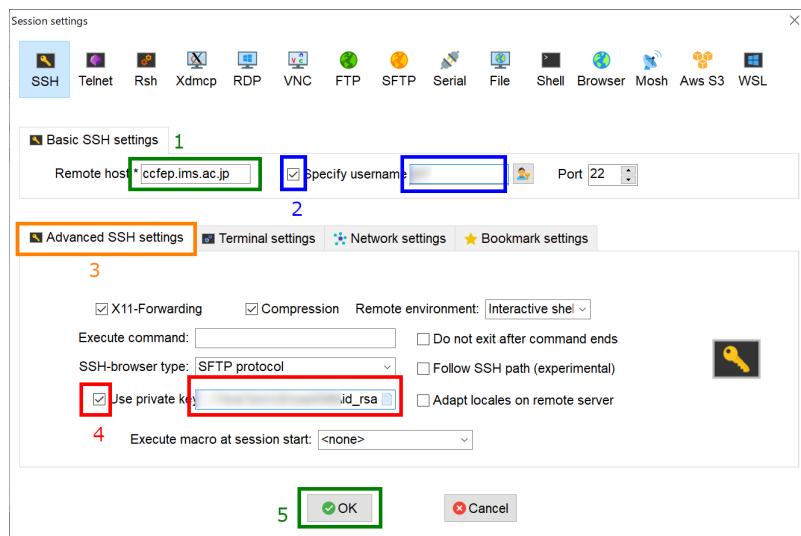 Session settings
SSH Telnet Rsh Xdmcp RDP VNC FTP SFTP Serial File Shell Browser Mosh Aws S3 WSL
Basic SSH settings 1
Remote host * ccfep.ims.ac.jp Specify username Port 22
2
Advanced SSH settings Terminal settings Network settings Bookmark settings
3
X11-Forwarding Compression Remote environment: Interactive shel
Execute command: Do not exit after command ends
SSH-browser type: SFTP protocol Follow SSH path (experimental)
Use private key \id_rsa Adapt locales on remote server
4
Execute macro at session start: <none>
5 OK Cancel